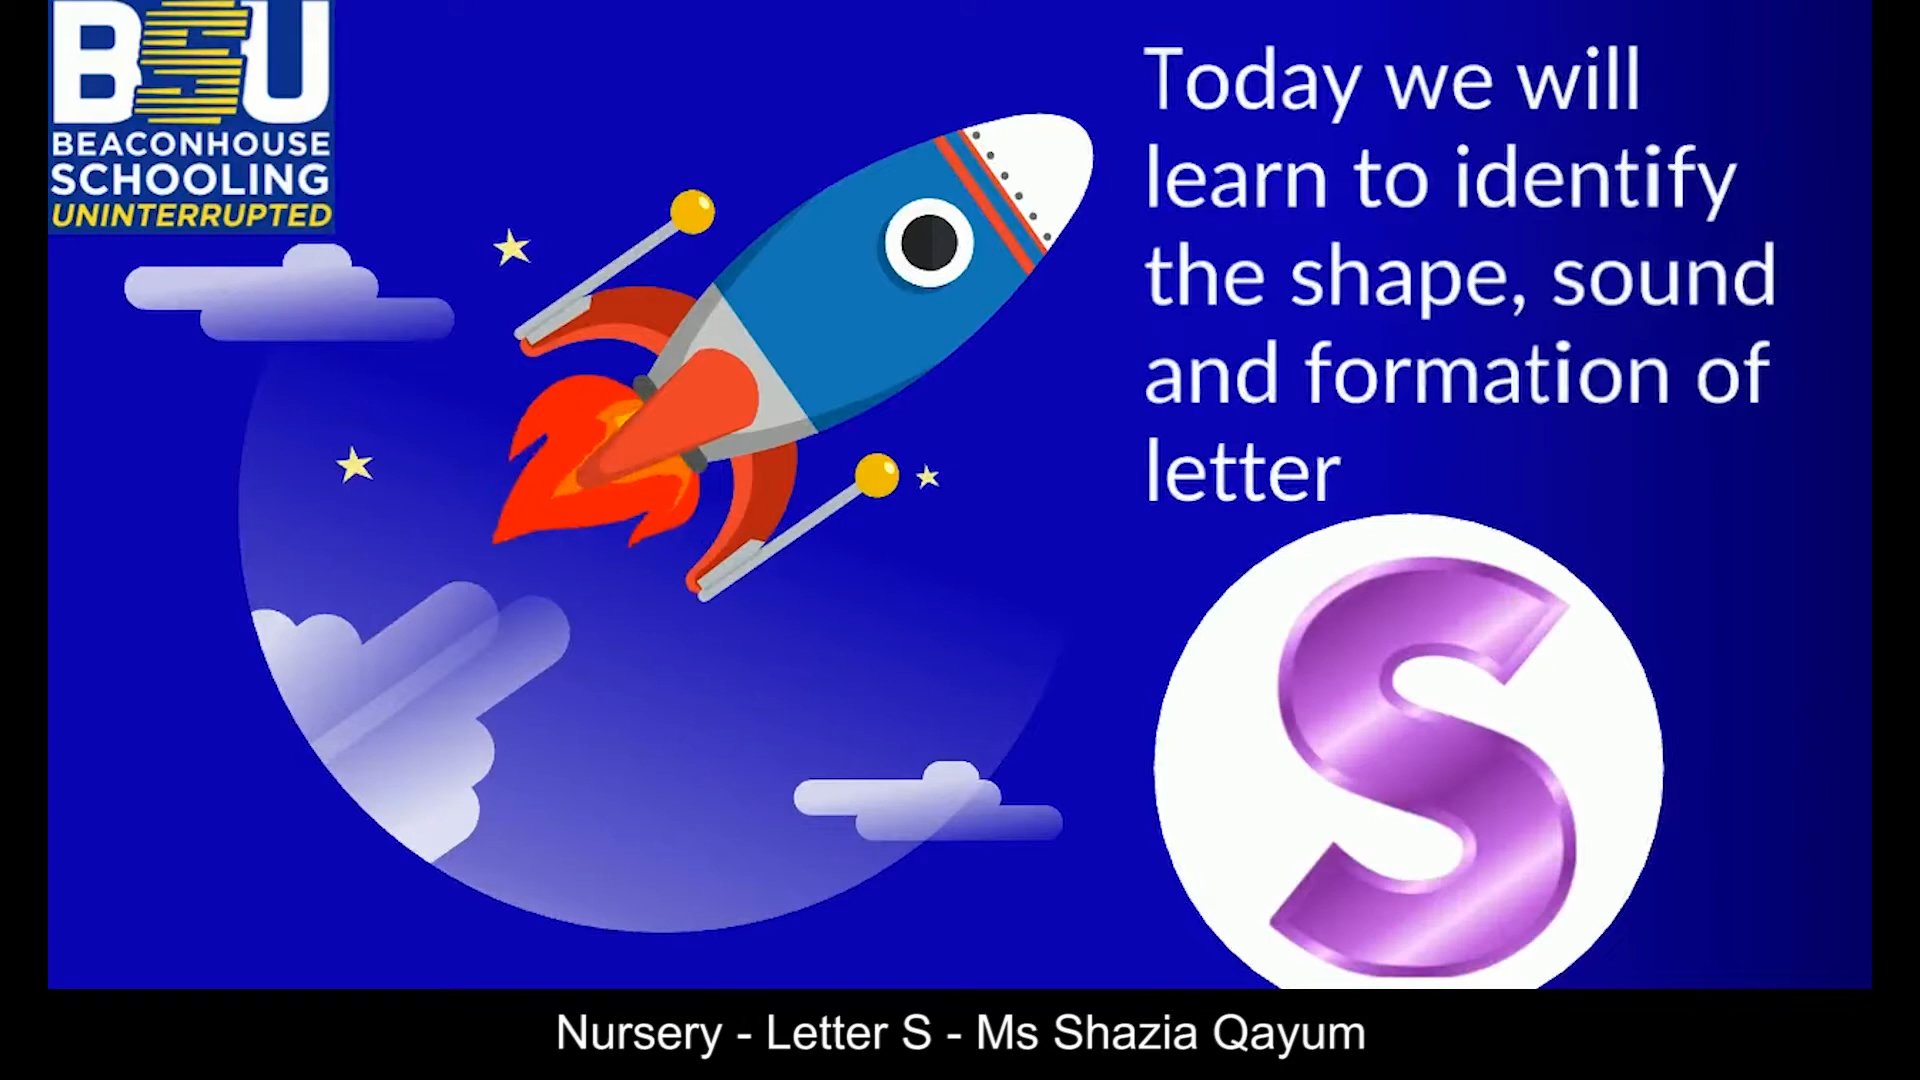 BSU
BEACONHOUSE
SCHOOLING
UNINTERRUPTED
Today we will
learn to identify
the shape, sound
and formation of
letter
S
Nursery - Letter S - Ms Shazia Qayum